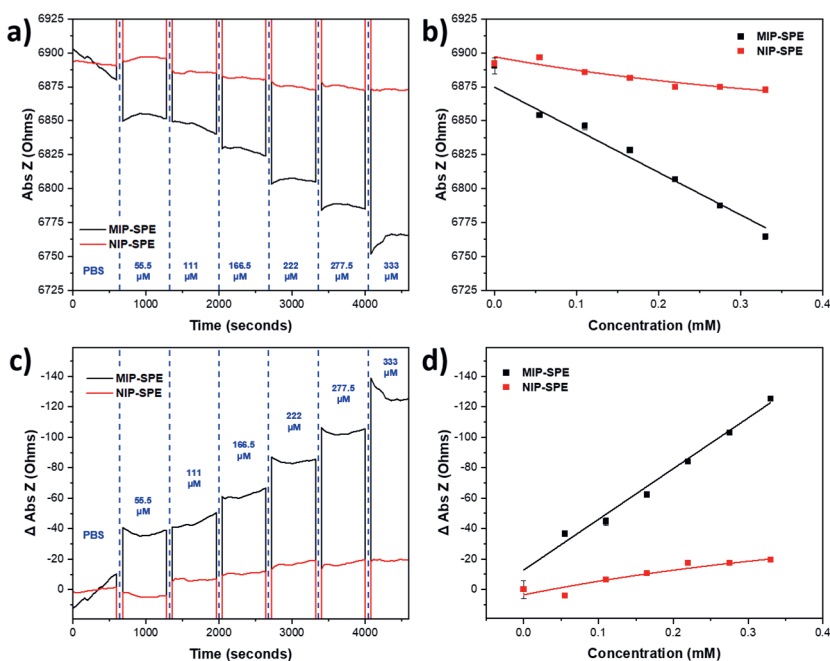 a)
6925
6900
6875
6850
6825
6800
6775
6750
6725
Abs Z (Ohms)
MIP-SPE
NIP-SPE
PBS
55.5
µM
111
µM
166.5
µM
222
µM
277.5
µM
333
µM
0
1000
2000
3000
4000
Time (seconds)
b)
6925
6900
6875
6850
6825
6800
6775
6750
6725
Abs Z (Ohms)
MIP-SPE
NIP-SPE
0.0
0.1
0.2
0.3
0.4
Concentration (mM)
c)
-140
-120
-100
-80
-60
-40
-20
0
Δ Abs Z (Ohms)
MIP-SPE
NIP-SPE
PBS
55.5
µM
111
µM
166.5
µM
222
µM
277.5
µM
333
µM
0
1000
2000
3000
4000
Time (seconds)
d)
-140
-120
-100
-80
-60
-40
-20
0
Δ Abs Z (Ohms)
MIP-SPE
NIP-SPE
0.0
0.1
0.2
0.3
0.4
Concentration (mM)